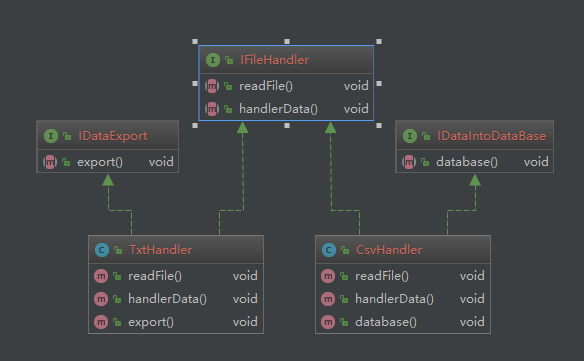 I IFileHandler
m readFile() void
m handlerData() void
I IDataExport
m export() void
I IDataIntoDataBase
m database() void
C TxtHandler
m readFile() void
m handlerData() void
m export() void
C CsvHandler
m readFile() void
m handlerData() void
m database() void